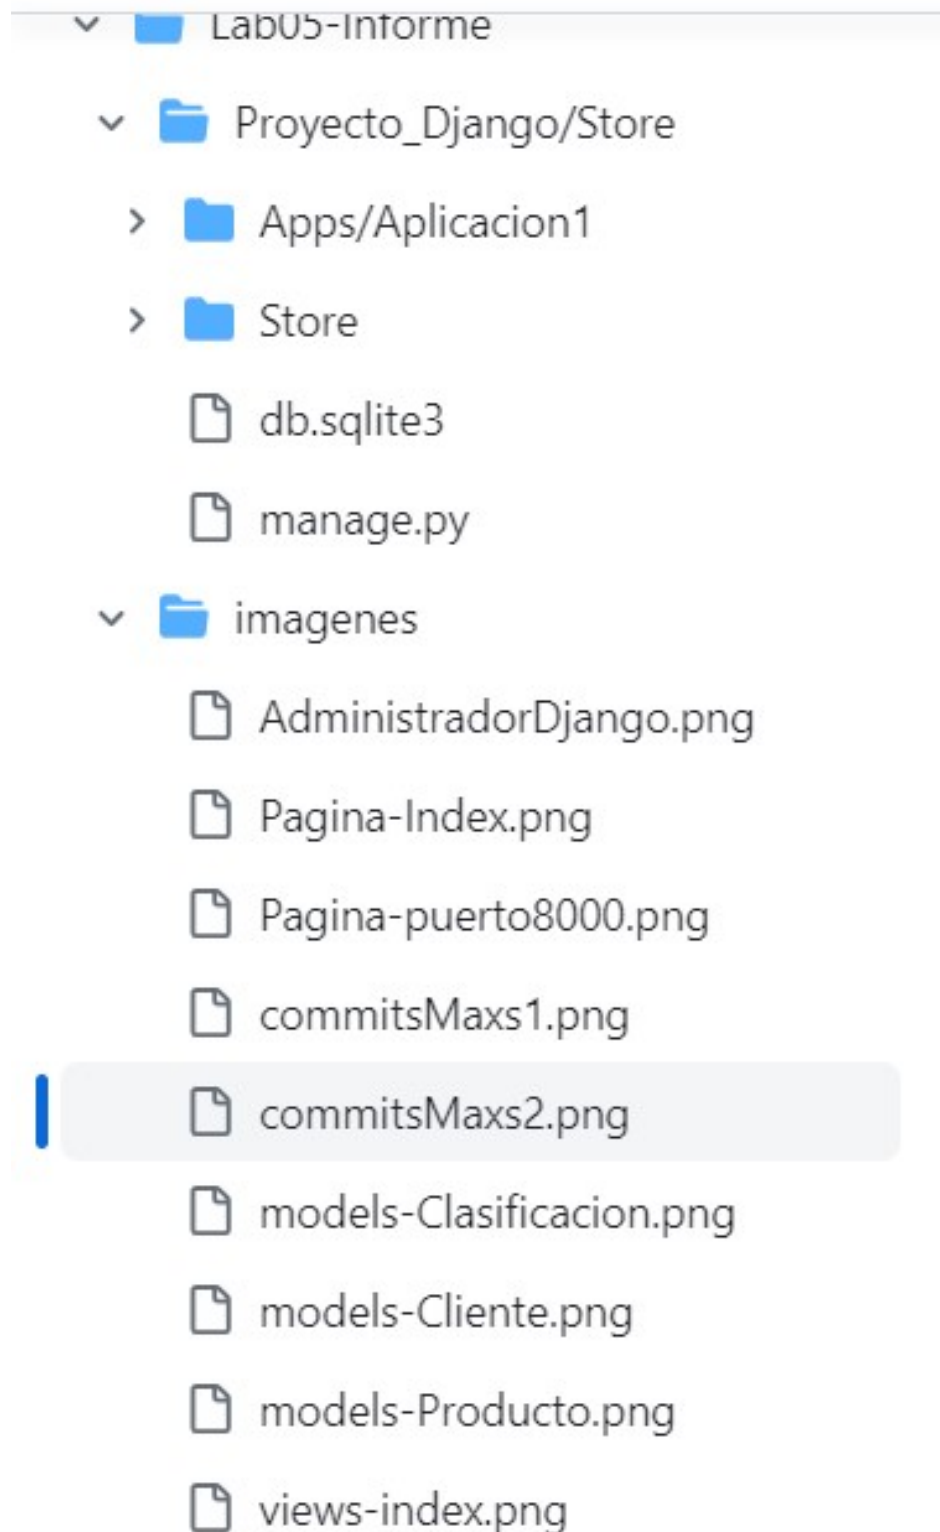 Lab05-Informe
Proyecto_Django/Store
Apps/Aplicacion1
Store
db.sqlite3
manage.py
imagenes
AdministradorDjango.png
Pagina-Index.png
Pagina-puerto8000.png
commitsMaxs1.png
commitsMaxs2.png
models-Clasificacion.png
models-Cliente.png
models-Producto.png
views-index.png